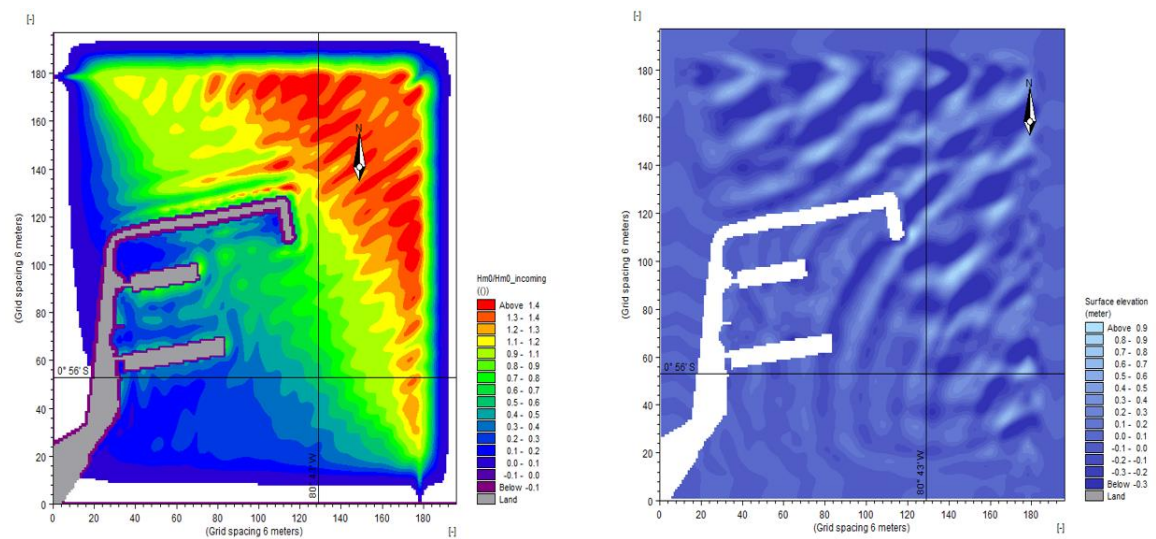 [-]
180
160
140
120
100
80
60
40
20
0
(Grid spacing 6 meters)
N
0° 56' S
80° 43' W
0 20 40 60 80 100 120 140 160 180
(Grid spacing 6 meters)
[-]
Hm0/Hm0_incoming
(())
Above 1.4
1.3 - 1.4
1.2 - 1.3
1.1 - 1.2
0.9 - 1.1
0.8 - 0.9
0.7 - 0.8
0.6 - 0.7
0.5 - 0.6
0.4 - 0.5
0.3 - 0.4
0.2 - 0.3
0.1 - 0.2
0.0 - 0.1
-0.1 - 0.0
Below -0.1
Land
[-]
180
160
140
120
100
80
60
40
20
0
(Grid spacing 6 meters)
N
0° 56' S
80° 43' W
0 20 40 60 80 100 120 140 160 180
(Grid spacing 6 meters)
[-]
Surface elevation
(meter)
Above 0.9
0.8 - 0.9
0.7 - 0.8
0.6 - 0.7
0.5 - 0.6
0.4 - 0.5
0.3 - 0.4
0.2 - 0.3
0.1 - 0.2
0.0 - 0.1
-0.1 - 0.0
-0.2 - -0.1
-0.3 - -0.2
Below -0.3
Land